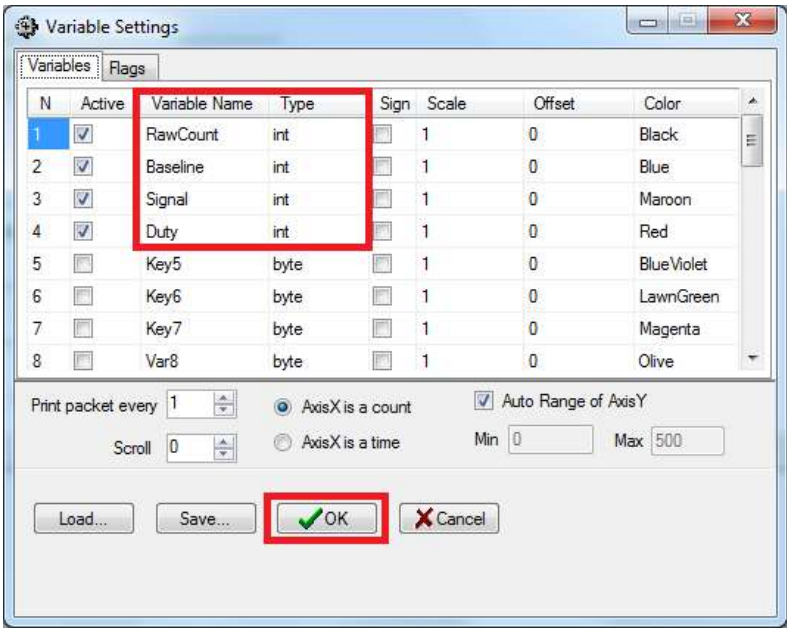 Variable Settings
Variables Flags
N Active Variable Name Type Sign Scale Offset Color
1 RawCount int 1 0 Black
2 Baseline int 1 0 Blue
3 Signal int 1 0 Maroon
4 Duty int 1 0 Red
5 Key5 byte 1 0 BlueViolet
6 Key6 byte 1 0 LawnGreen
7 Key7 byte 1 0 Magenta
8 Var8 byte 1 0 Olive
Print packet every 1 AxisX is a count Auto Range of AxisY
Scroll 0 AxisX is a time Min 0 Max 500
Load... Save... OK Cancel